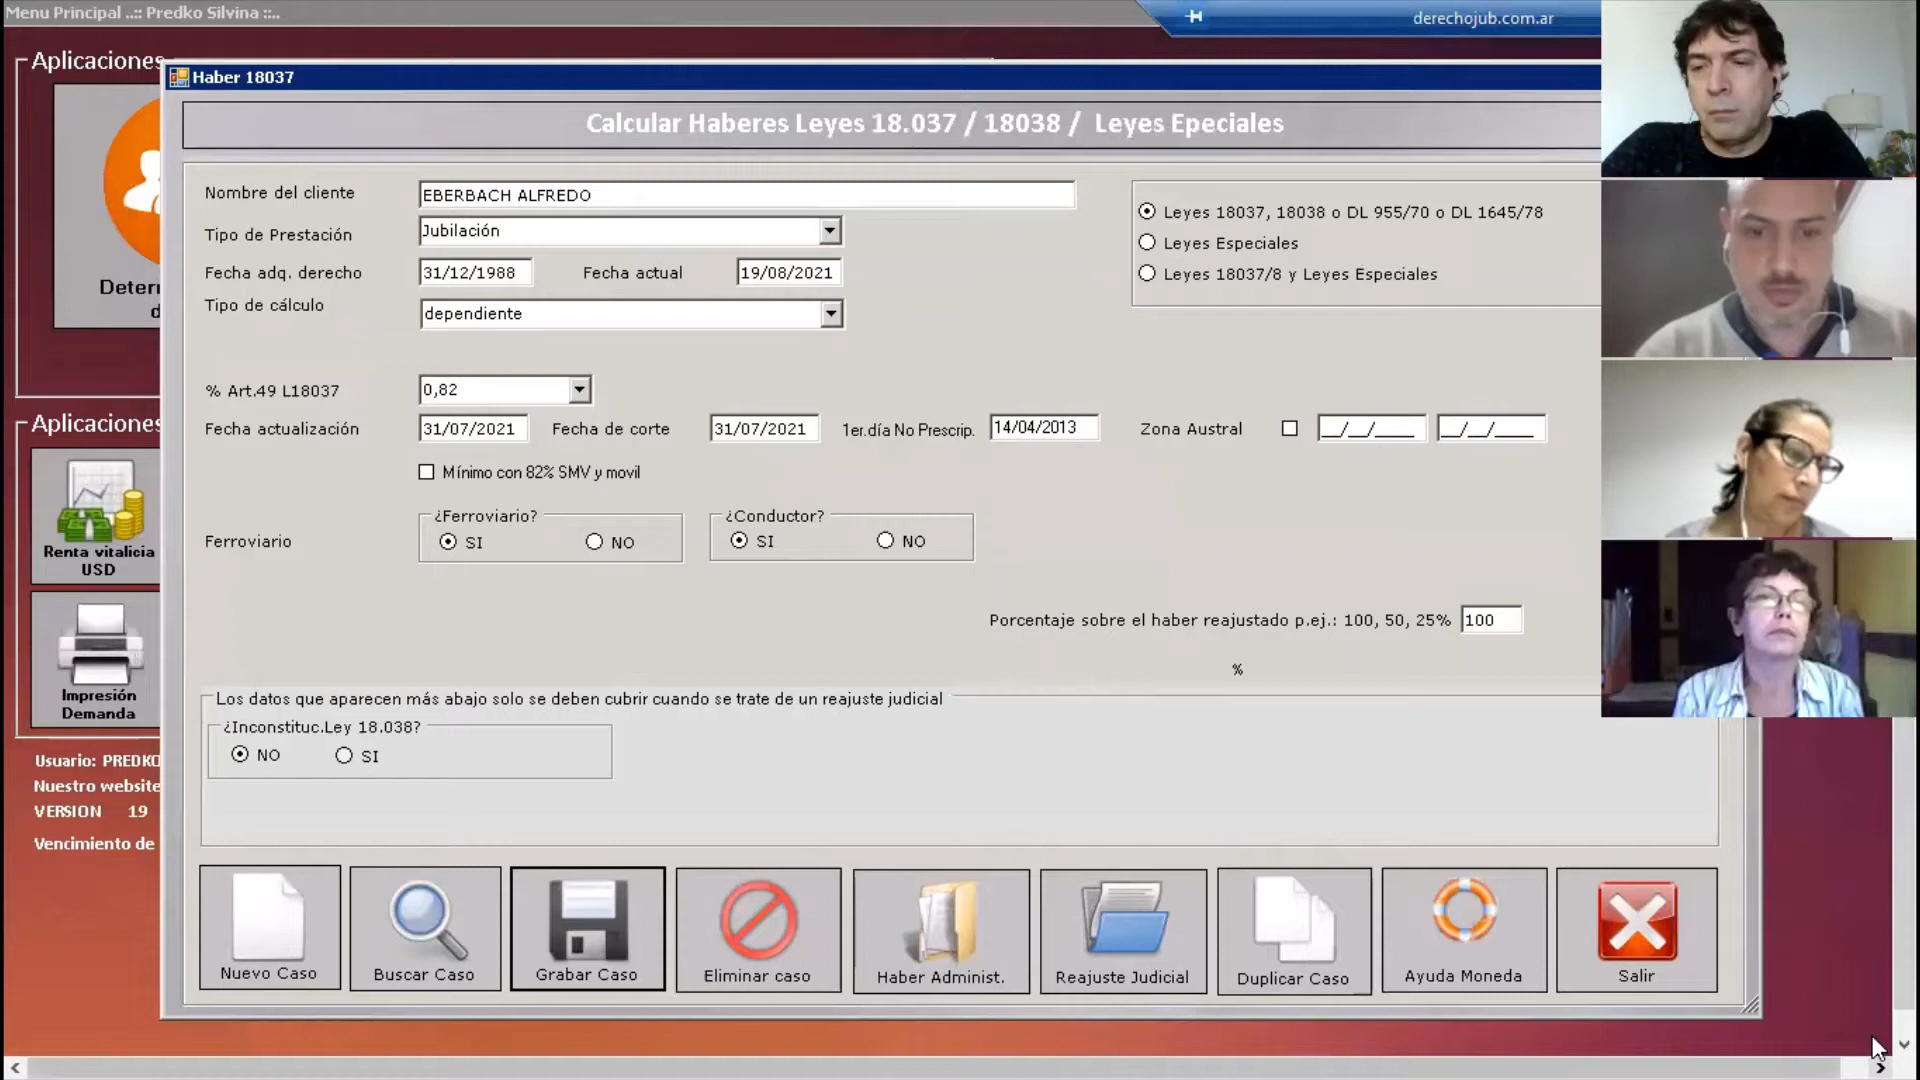 Menu Principal ..:: Predko Silvina ::..
derechojub.com.ar
Aplicaciones
Haber 18037
Calcular Haberes Leyes 18.037 / 18038 / Leyes Epeciales
Nombre del cliente
EBERBACH ALFREDO
Tipo de Prestación
Jubilación
Leyes 18037, 18038 o DL 955/70 o DL 1645/78
Leyes Especiales
Leyes 18037/8 y Leyes Especiales
Fecha adq. derecho
31/12/1988
Fecha actual
19/08/2021
Tipo de cálculo
dependiente
Deter
d
% Art.49 L18037
0,82
Aplicaciones
Fecha actualización
31/07/2021
Fecha de corte
31/07/2021
1er.día No Prescrip.
14/04/2013
Zona Austral
__/__/____
__/__/____
Mínimo con 82% SMV y movil
Ferroviario
¿Ferroviario?
SI
NO
¿Conductor?
SI
NO
Renta vitalicia
USD
Porcentaje sobre el haber reajustado p.ej.: 100, 50, 25%
100
%
Impresión
Demanda
Los datos que aparecen más abajo solo se deben cubrir cuando se trate de un reajuste judicial
¿Inconstituc.Ley 18.038?
NO
SI
Usuario: PREDKO
Nuestro website
VERSION 19
Vencimiento de
Nuevo Caso
Buscar Caso
Grabar Caso
Eliminar caso
Haber Administ.
Reajuste Judicial
Duplicar Caso
Ayuda Moneda
Salir